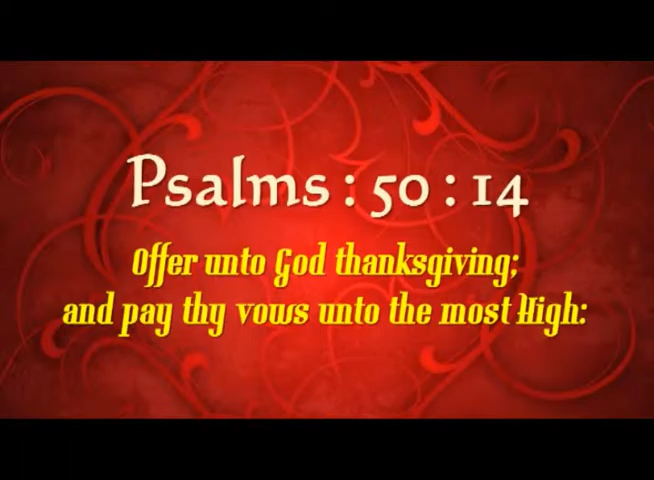 Psalms : 50 : 14
Offer unto God thanksgiving;
and pay thy vows unto the most High: